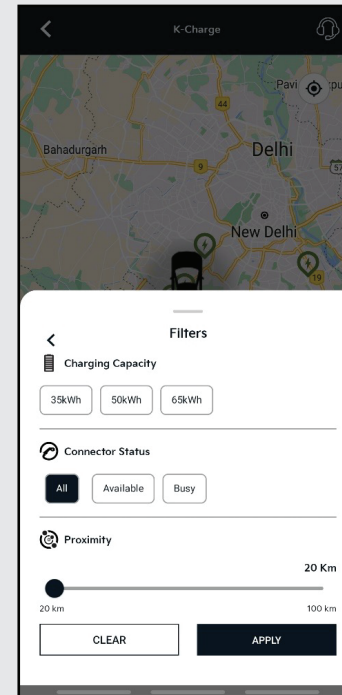 K-Charge
44
Pavi
Bahadurgarh
Delhi
9
New Delhi
19
Filters
Charging Capacity
35kWh 50kWh 65kWh
Connector Status
All Available Busy
Proximity
20 Km
20 km 100 km
CLEAR APPLY